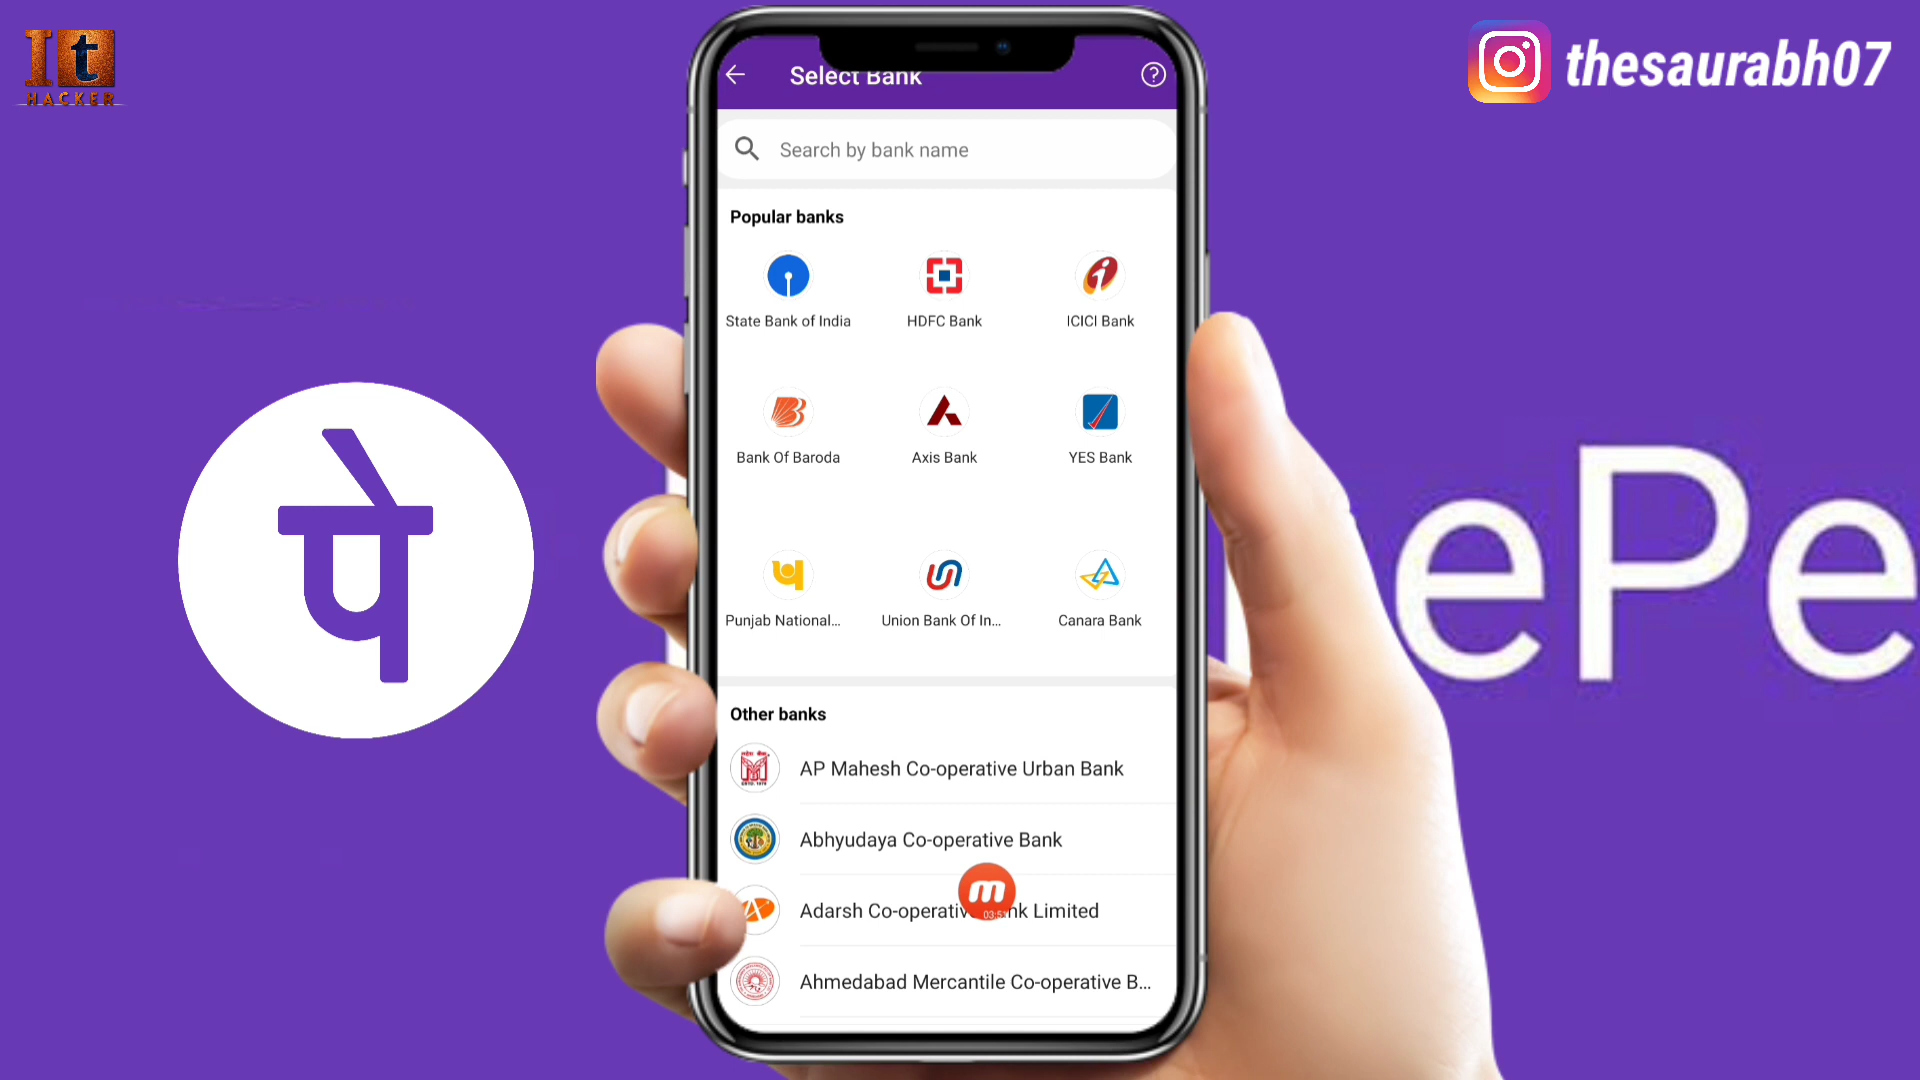 It
HACKER
thesaurabh07
Select Bank
Search by bank name
Popular banks
State Bank of India
HDFC Bank
ICICI Bank
Bank Of Baroda
Axis Bank
YES Bank
Punjab National...
Union Bank Of In...
Canara Bank
Other banks
AP Mahesh Co-operative Urban Bank
Abhyudaya Co-operative Bank
Adarsh Co-operativ nk Limited
Ahmedabad Mercantile Co-operative B...
पे
ePe